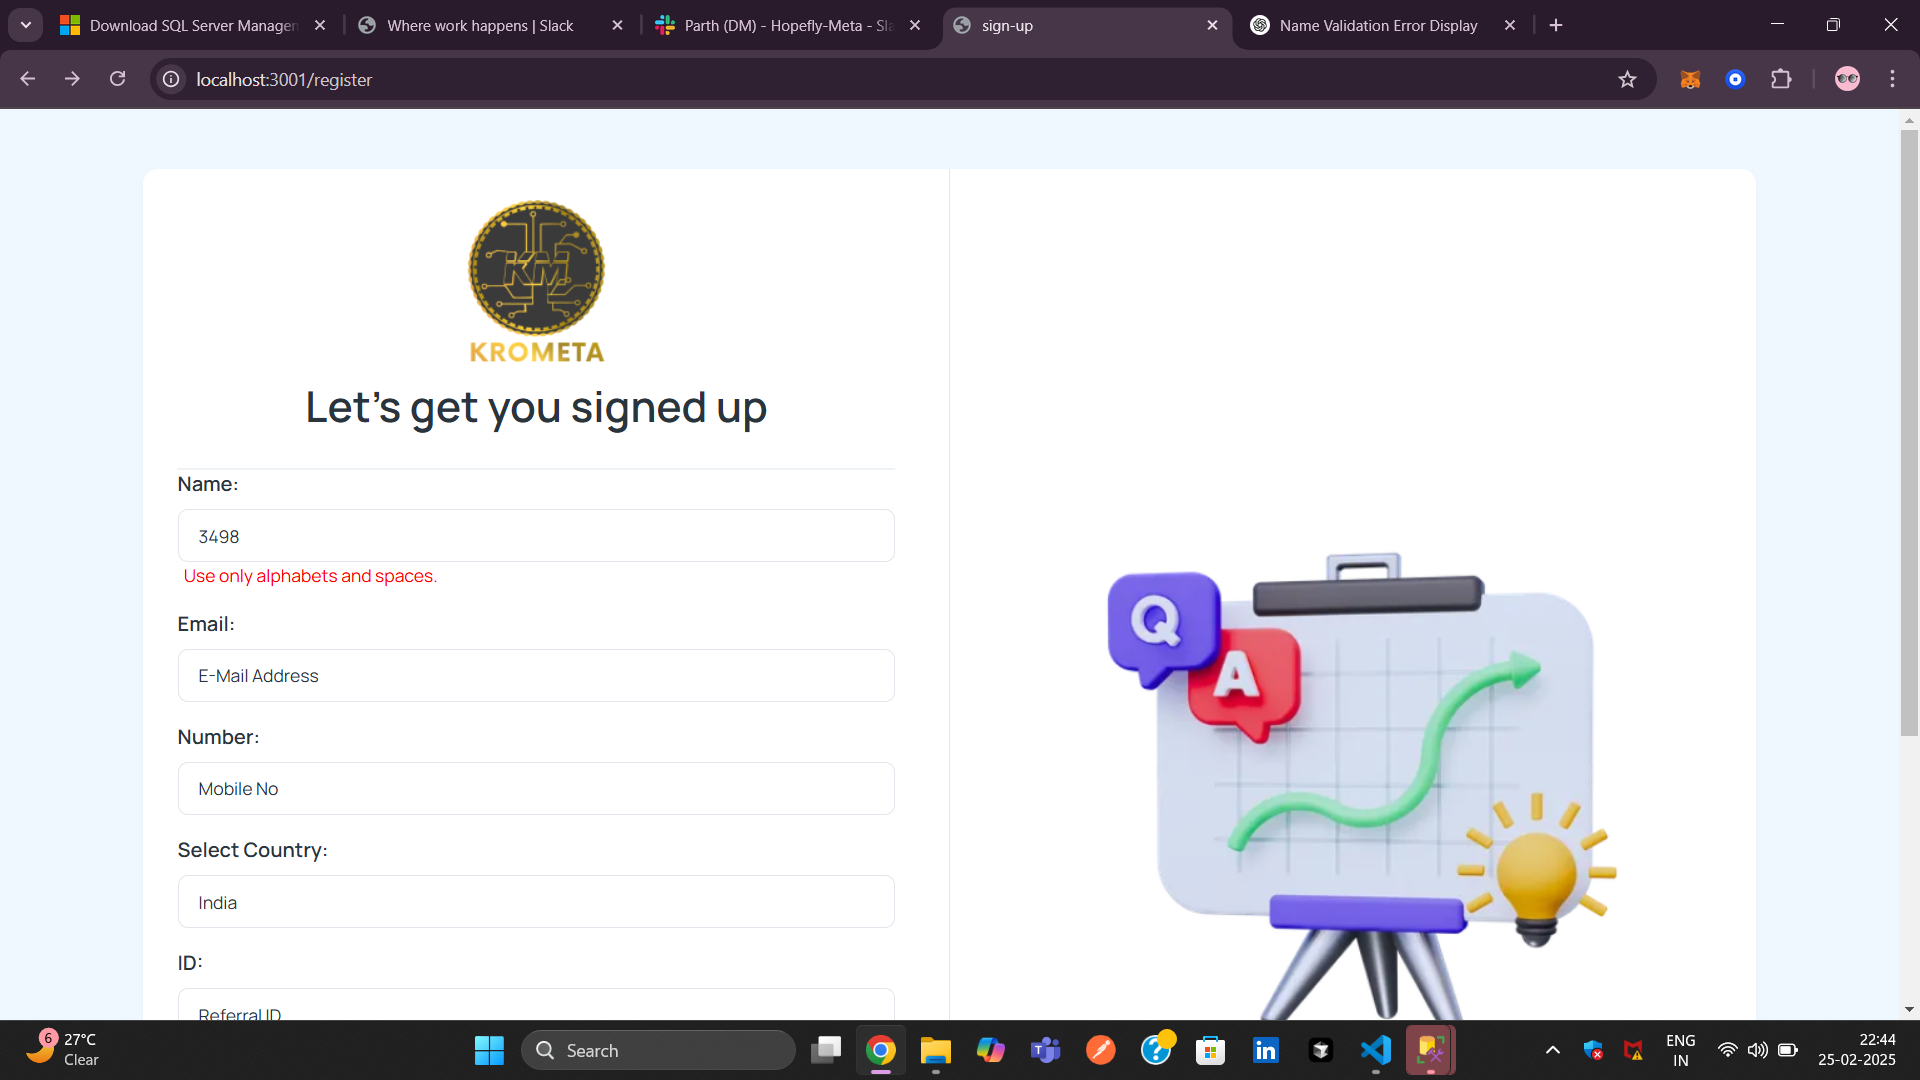 Download SQL Server Managem
Where work happens | Slack
Parth (DM) - Hopefly-Meta - Sla
sign-up
Name Validation Error Display
localhost:3001/register
KM
KROMETA
Let's get you signed up
Name:
3498
Use only alphabets and spaces.
Email:
E-Mail Address
Number:
Mobile No
Select Country:
India
ID:
ReferralID
Q
A
6
27°C
Clear
Search
ENG
IN
22:44
25-02-2025